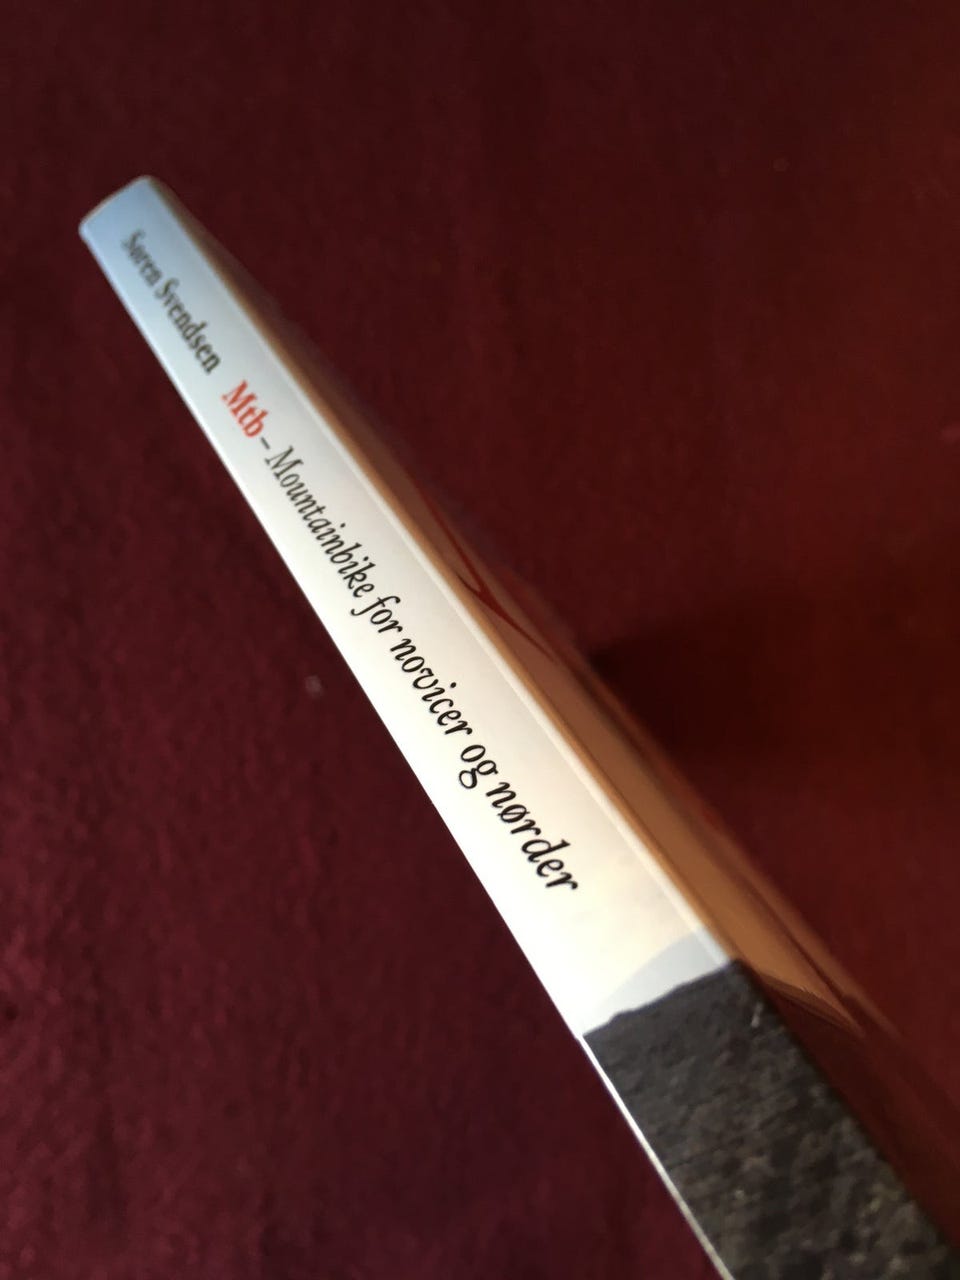 Søren Svendsen Mtb – Mountainbike for novicer og nørder